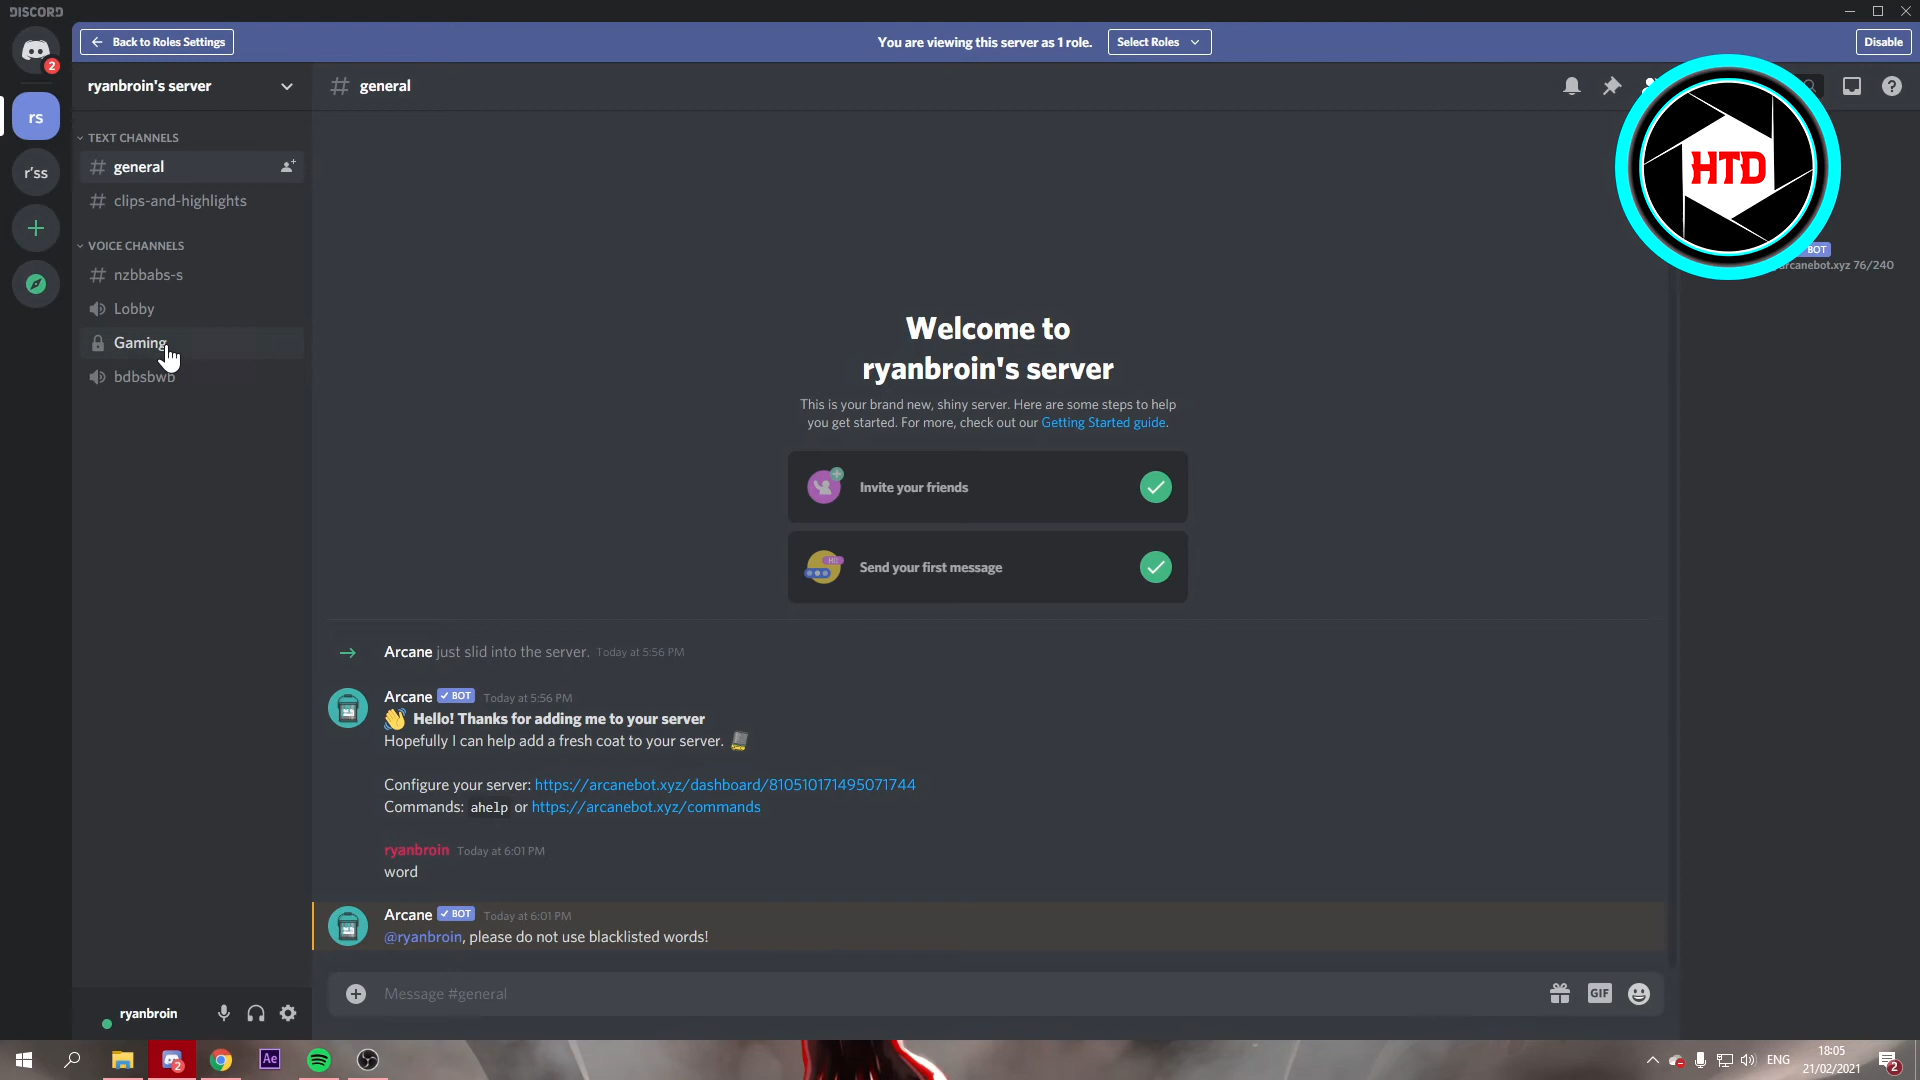 DISCORD
Back to Roles Settings
You are viewing this server as 1 role.
Select Roles
Disable
2
rs
r'ss
ryanbroin's server
general
TEXT CHANNELS
general
clips-and-highlights
VOICE CHANNELS
nzbbabs-s
Lobby
Gaming
bdbsbwb
HTD
BOT
arcanebot.xyz 76/240
Welcome to
ryanbroin's server
This is your brand new, shiny server. Here are some steps to help
you get started. For more, check out our Getting Started guide.
Invite your friends
Send your first message
Arcane just slid into the server. Today at 5:56 PM
Arcane BOT Today at 5:56 PM
Hello! Thanks for adding me to your server
Hopefully I can help add a fresh coat to your server.
Configure your server: https://arcanebot.xyz/dashboard/810510171495071744
Commands: ahelp or https://arcanebot.xyz/commands
ryanbroin Today at 6:01 PM
word
Arcane BOT Today at 6:01 PM
@ryanbroin, please do not use blacklisted words!
Message #general
GIF
ryanbroin
2
Ae
ENG
18:05
21/02/2021
2